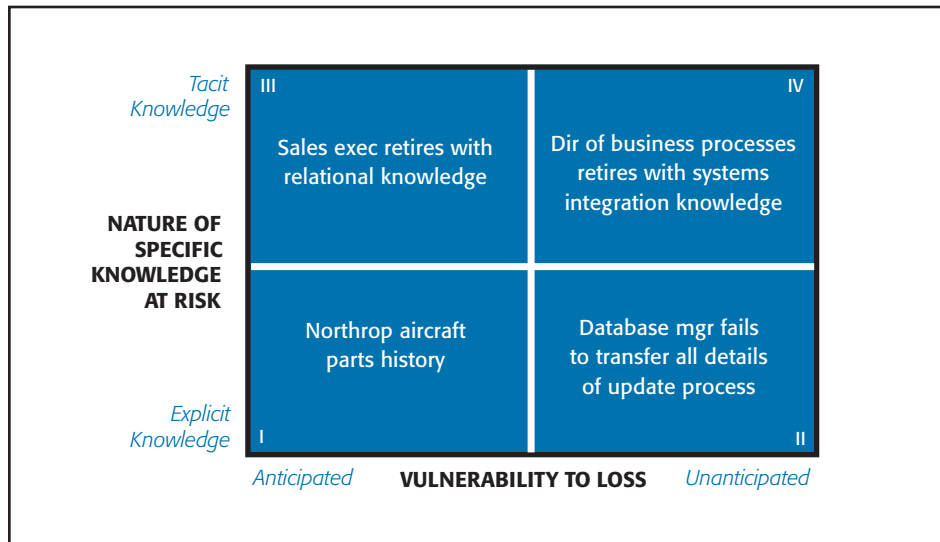 Tacit
Knowledge
III
IV
Sales exec retires with
relational knowledge
Dir of business processes
retires with systems
integration knowledge
NATURE OF
SPECIFIC
KNOWLEDGE
AT RISK
Northrop aircraft
parts history
Database mgr fails
to transfer all details
of update process
Explicit
Knowledge
I
II
Anticipated
VULNERABILITY TO LOSS
Unanticipated